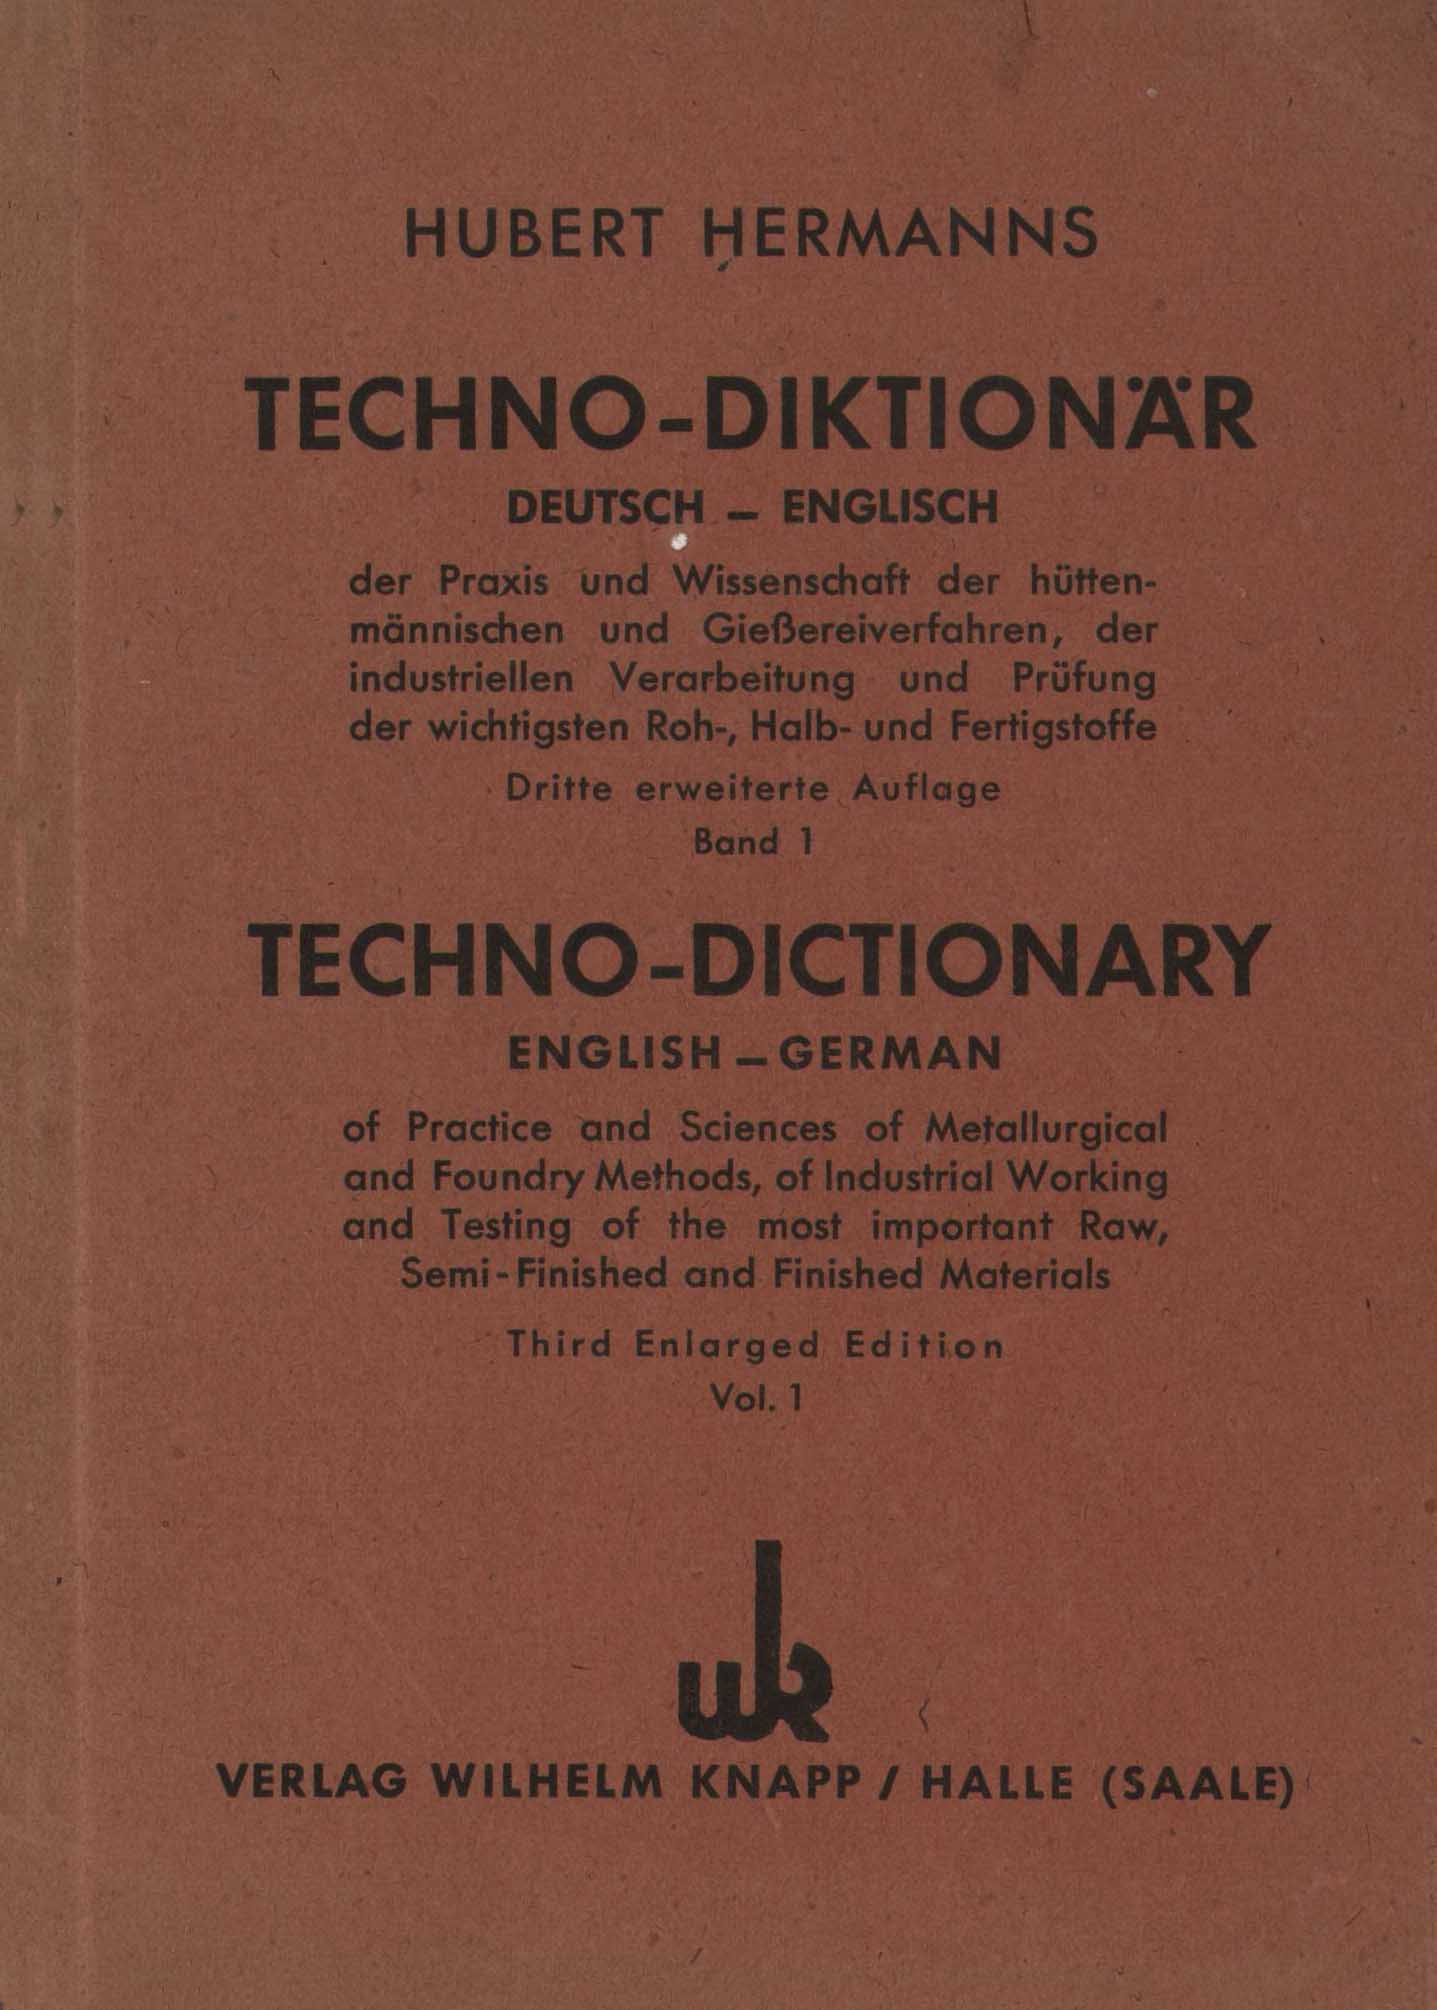 HUBERT HERMANNS
TECHNO-DIKTIONÄR
DEUTSCH – ENGLISCH
der Praxis und Wissenschaft der hütten-
männischen und Gießereiverfahren, der
industriellen Verarbeitung und Prüfung
der wichtigsten Roh-, Halb- und Fertigstoffe
Dritte erweiterte Auflage
Band 1
TECHNO-DICTIONARY
ENGLISH – GERMAN
of Practice and Sciences of Metallurgical
and Foundry Methods, of Industrial Working
and Testing of the most important Raw,
Semi-Finished and Finished Materials
Third Enlarged Edition
Vol. 1
wk
VERLAG WILHELM KNAPP / HALLE (SAALE)